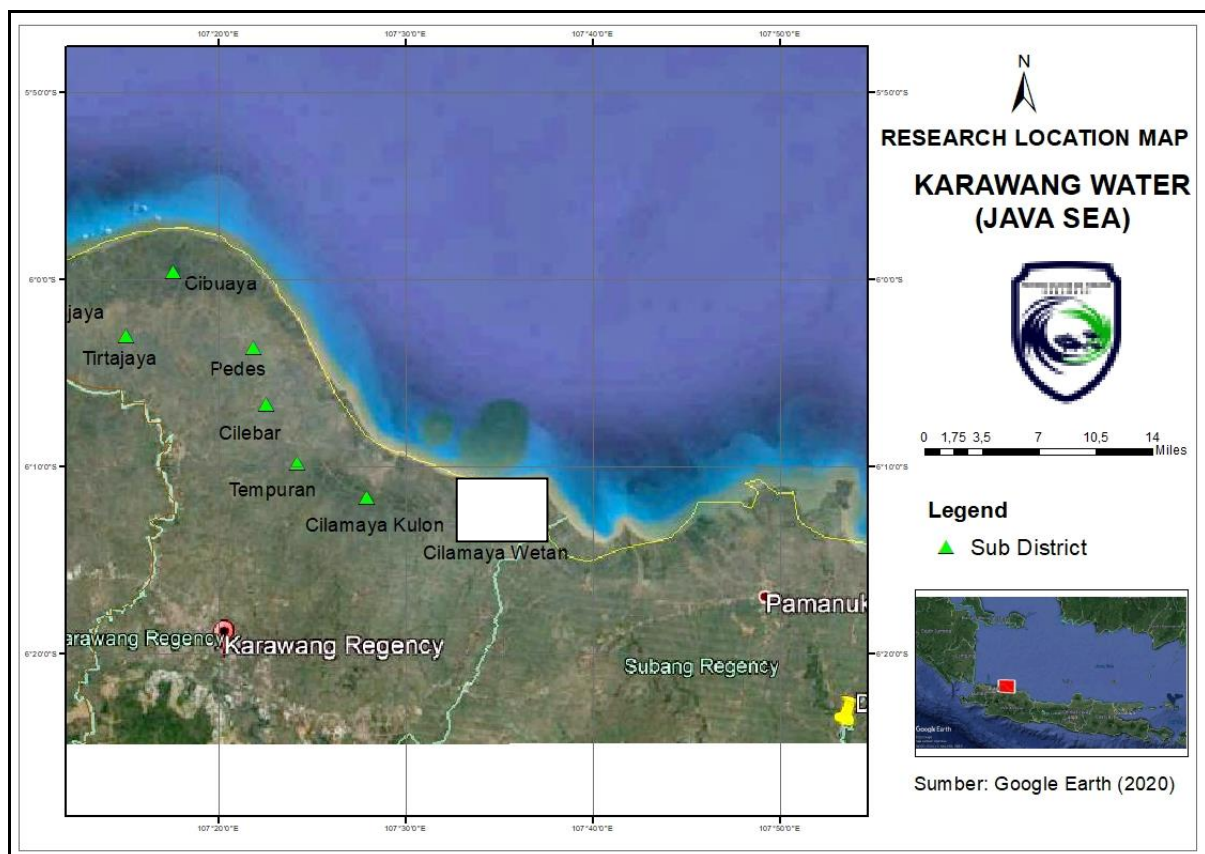 107°20'0"E
107°30'0"E
107°40'0"E
107°50'0"E
5°50'0"S
5°50'0"S
6°0'0"S
6°0'0"S
6°10'0"S
6°10'0"S
6°20'0"S
6°20'0"S
Cibuaya
jaya
Tirtajaya
Pedes
Cilebar
Tempuran
Cilamaya Kulon
Cilamaya Wetan
Pamanuk
arawang Regency
Karawang Regency
Subang Regency
D
107°20'0"E
107°30'0"E
107°40'0"E
107°50'0"E
N
RESEARCH LOCATION MAP
KARAWANG WATER
(JAVA SEA)
0 1,75 3,5 7 10,5 14
Miles
Legend
Sub District
Google Earth
Sumber: Google Earth (2020)